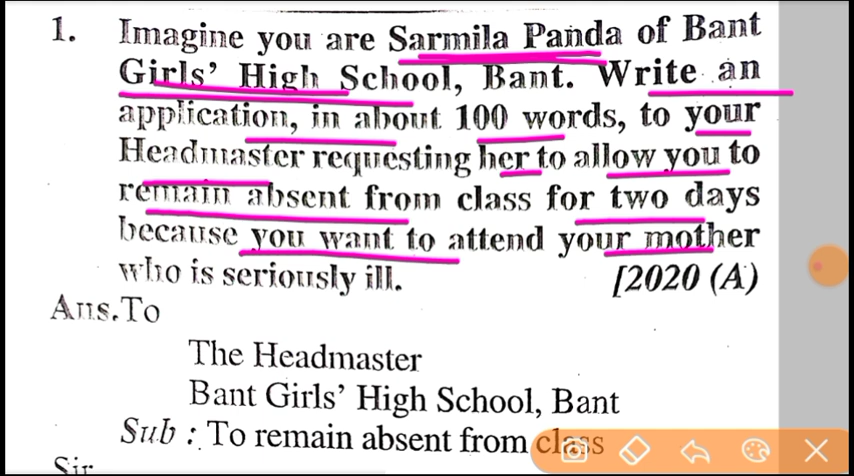 1. Imagine you are Sarmila Panda of Bant
Girls' High School, Bant. Write an
application, in about 100 words, to your
Headmaster requesting her to allow you to
remain absent from class for two days
because you want to attend your mother
who is seriously ill. [2020 (A)
Ans. To
The Headmaster
Bant Girls' High School, Bant
Sub : To remain absent from class
Sir